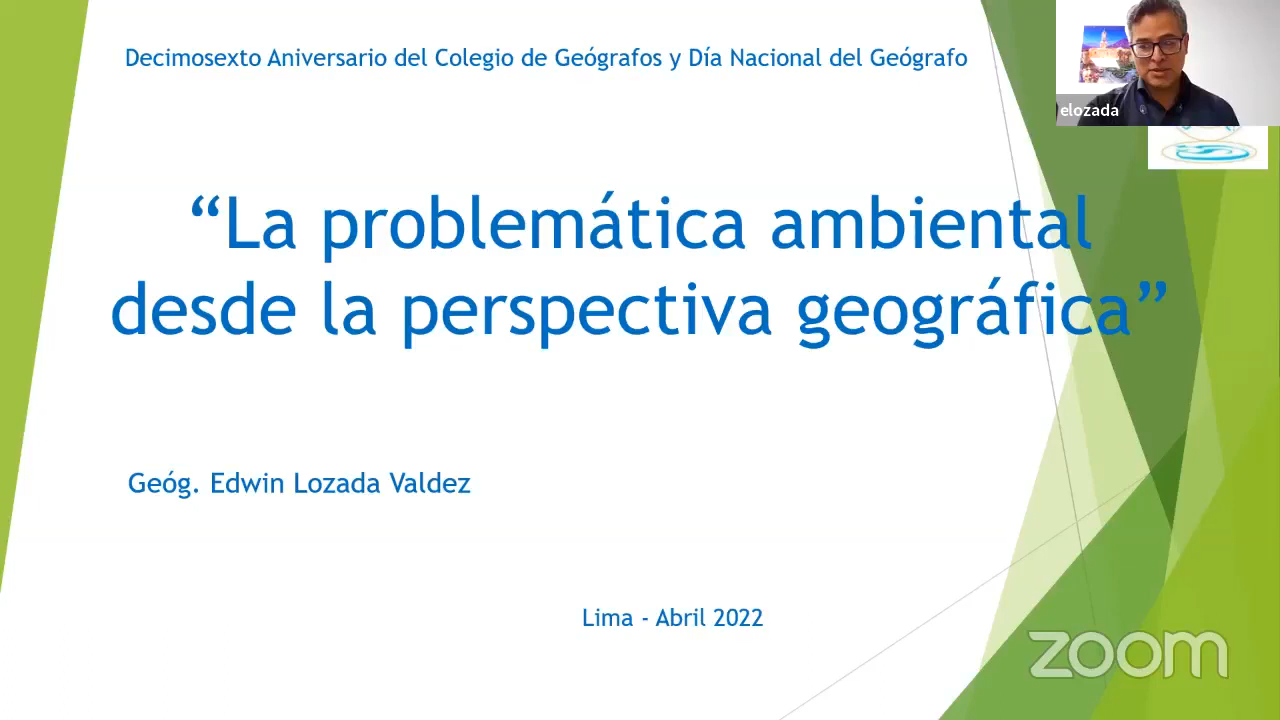 Decimosexto Aniversario del Colegio de Geógrafos y Día Nacional del Geógrafo
elozada
“La problemática ambiental
desde la perspectiva geográfica”
Geóg. Edwin Lozada Valdez
Lima - Abril 2022
zoom